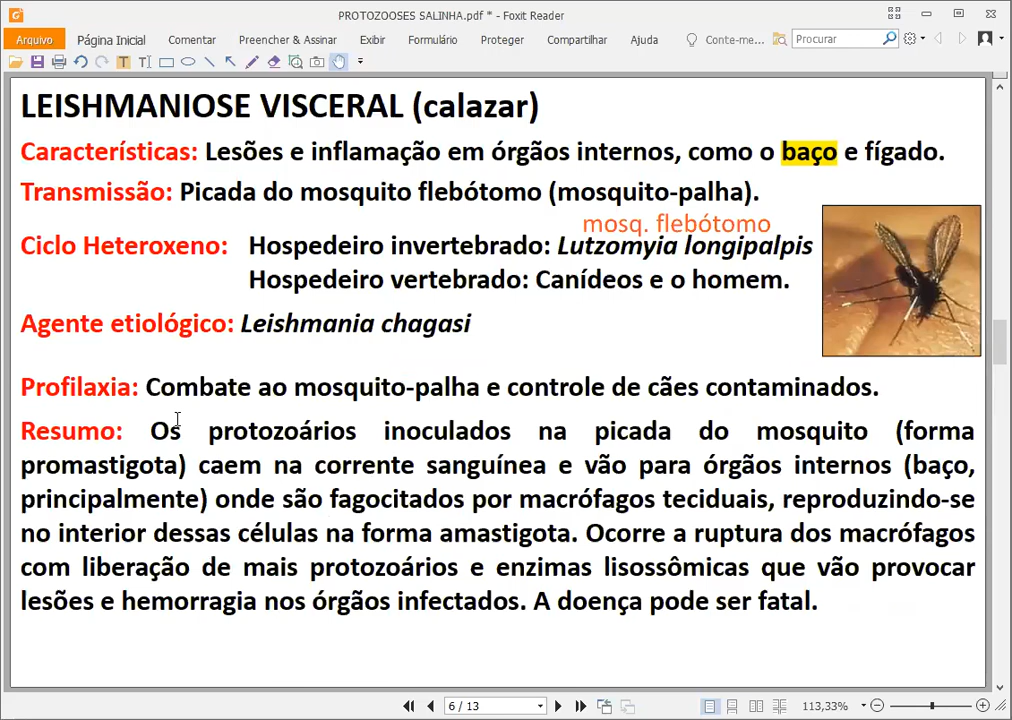 PROTOZOOSES SALINHA.pdf * - Foxit Reader
Arquivo Página Inicial Comentar Preencher & Assinar Exibir Formulário Proteger Compartilhar Ajuda Conte-me... Procurar
LEISHMANIOSE VISCERAL (calazar)
Características: Lesões e inflamação em órgãos internos, como o baço e fígado.
Transmissão: Picada do mosquito flebótomo (mosquito-palha).
mosq. flebótomo
Ciclo Heteroxeno: Hospedeiro invertebrado: Lutzomyia longipalpis
Hospedeiro vertebrado: Canídeos e o homem.
Agente etiológico: Leishmania chagasi
Profilaxia: Combate ao mosquito-palha e controle de cães contaminados.
Resumo: Os protozoários inoculados na picada do mosquito (forma
promastigota) caem na corrente sanguínea e vão para órgãos internos (baço,
principalmente) onde são fagocitados por macrófagos teciduais, reproduzindo-se
no interior dessas células na forma amastigota. Ocorre a ruptura dos macrófagos
com liberação de mais protozoários e enzimas lisossômicas que vão provocar
lesões e hemorragia nos órgãos infectados. A doença pode ser fatal.
6 / 13 113,33%